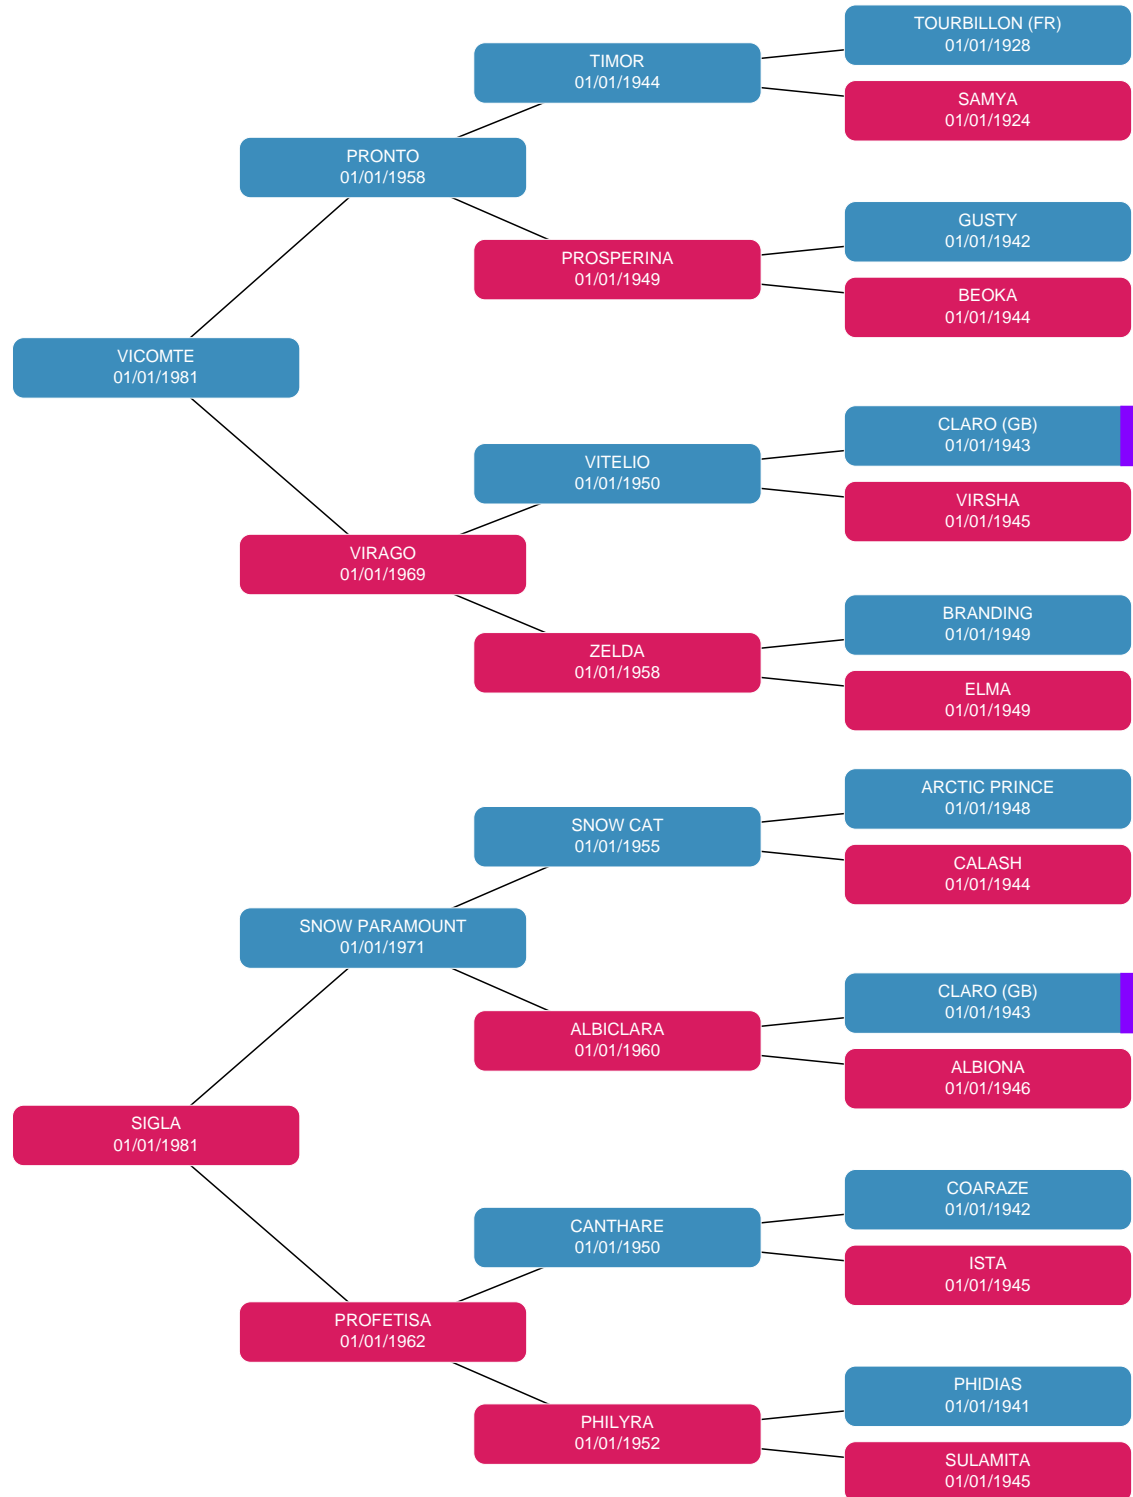 TOURBILLON (FR)
01/01/1928
TIMOR
01/01/1944
SAMYA
01/01/1924
PRONTO
01/01/1958
GUSTY
01/01/1942
PROSPERINA
01/01/1949
BEOKA
01/01/1944
VICOMTE
01/01/1981
CLARO (GB)
01/01/1943
VITELIO
01/01/1950
VIRSHA
01/01/1945
VIRAGO
01/01/1969
BRANDING
01/01/1949
ZELDA
01/01/1958
ELMA
01/01/1949
ARCTIC PRINCE
01/01/1948
SNOW CAT
01/01/1955
CALASH
01/01/1944
SNOW PARAMOUNT
01/01/1971
CLARO (GB)
01/01/1943
ALBICLARA
01/01/1960
ALBIONA
01/01/1946
SIGLA
01/01/1981
COARAZE
01/01/1942
CANTHARE
01/01/1950
ISTA
01/01/1945
PROFETISA
01/01/1962
PHIDIAS
01/01/1941
PHILYRA
01/01/1952
SULAMITA
01/01/1945